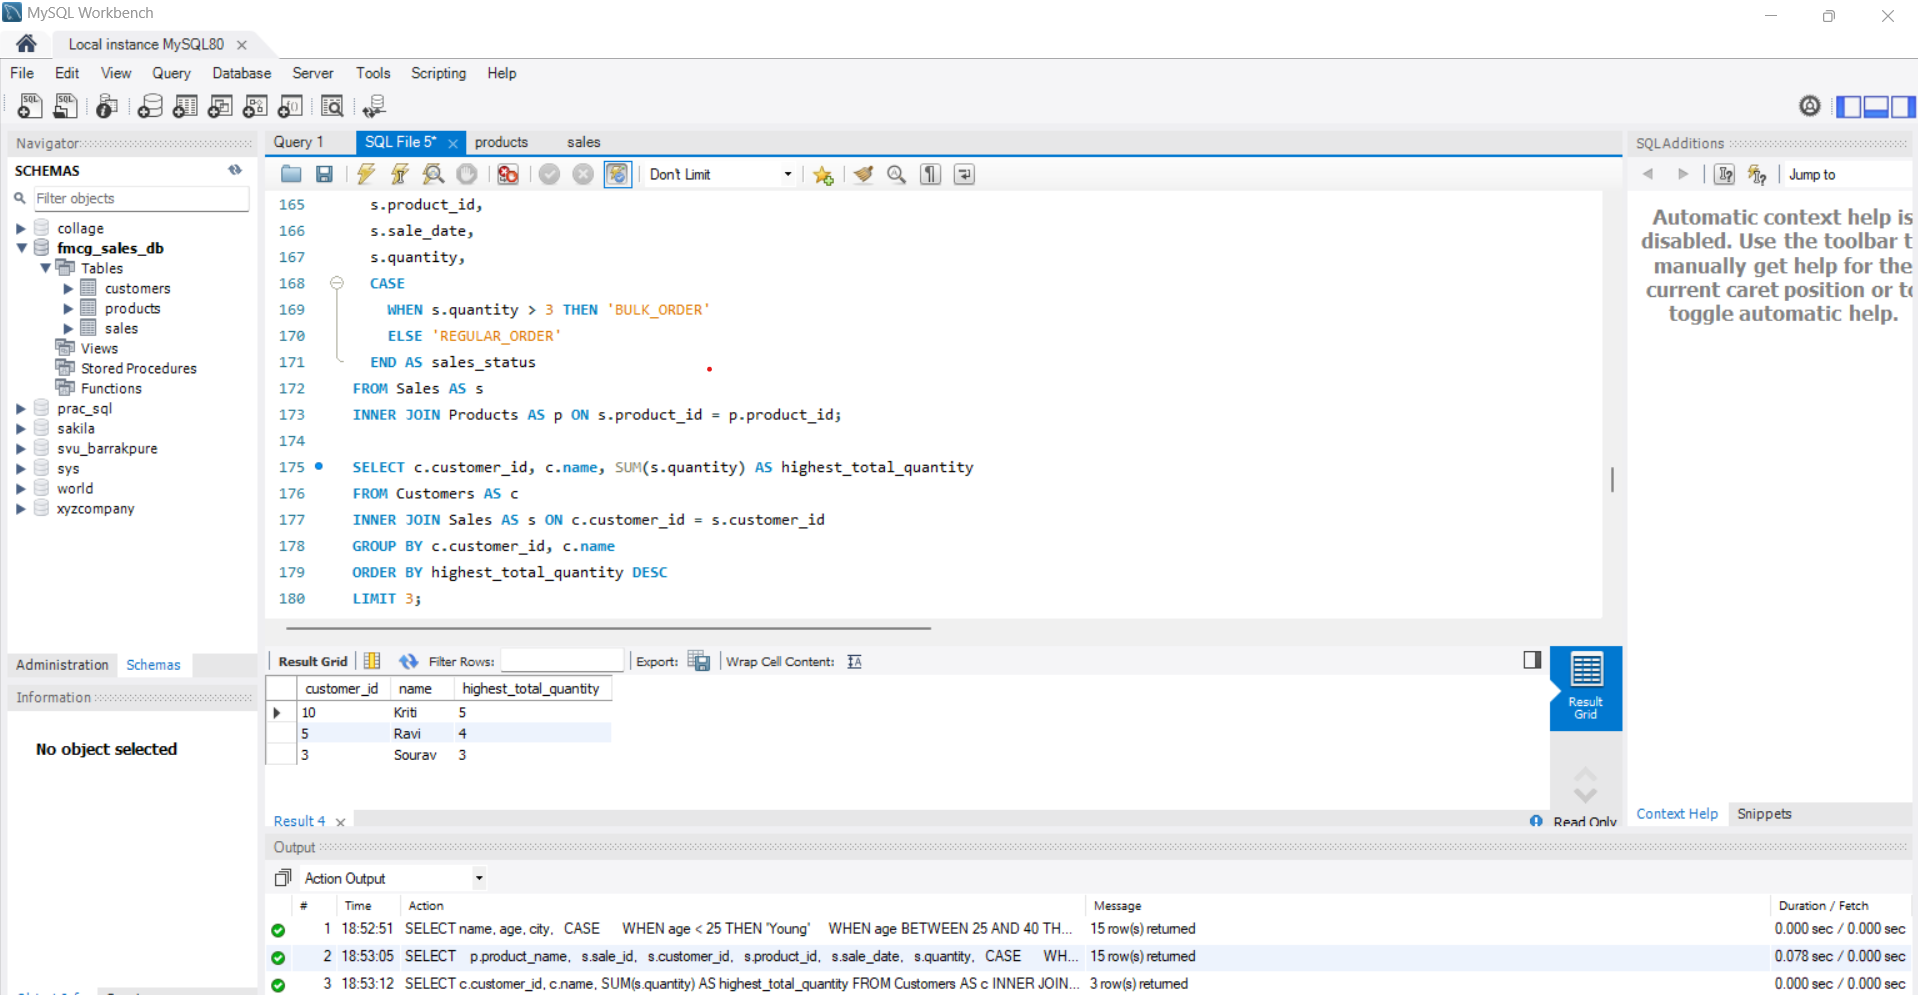 MySQL Workbench
Local instance MySQL80
File Edit View Query Database Server Tools Scripting Help
Navigator
SCHEMAS
Filter objects
collage
fmcg_sales_db
Tables
customers
products
sales
Views
Stored Procedures
Functions
prac_sql
sakila
svu_barrakpure
sys
world
xyzcompany
Administration Schemas
Information
No object selected
Query 1 SQL File 5* products sales
Don't Limit
165 s.product_id,
166 s.sale_date,
167 s.quantity,
168 CASE
169 WHEN s.quantity > 3 THEN 'BULK_ORDER'
170 ELSE 'REGULAR_ORDER'
171 END AS sales_status
172 FROM Sales AS s
173 INNER JOIN Products AS p ON s.product_id = p.product_id;
174
175 SELECT c.customer_id, c.name, SUM(s.quantity) AS highest_total_quantity
176 FROM Customers AS c
177 INNER JOIN Sales AS s ON c.customer_id = s.customer_id
178 GROUP BY c.customer_id, c.name
179 ORDER BY highest_total_quantity DESC
180 LIMIT 3;
Result Grid Filter Rows: Export: Wrap Cell Content:
customer_id name highest_total_quantity
10 Kriti 5
5 Ravi 4
3 Sourav 3
Result
Grid
Result 4
Read Only
SQLAdditions
Jump to
Automatic context help is
disabled. Use the toolbar t
manually get help for the
current caret position or to
toggle automatic help.
Context Help Snippets
Output
Action Output
# Time Action Message Duration / Fetch
1 18:52:51 SELECT name, age, city, CASE WHEN age < 25 THEN 'Young' WHEN age BETWEEN 25 AND 40 TH... 15 row(s) returned 0.000 sec / 0.000 sec
2 18:53:05 SELECT p.product_name, s.sale_id, s.customer_id, s.product_id, s.sale_date, s.quantity, CASE WH... 15 row(s) returned 0.078 sec / 0.000 sec
3 18:53:12 SELECT c.customer_id, c.name, SUM(s.quantity) AS highest_total_quantity FROM Customers AS c INNER JOIN... 3 row(s) returned 0.000 sec / 0.000 sec